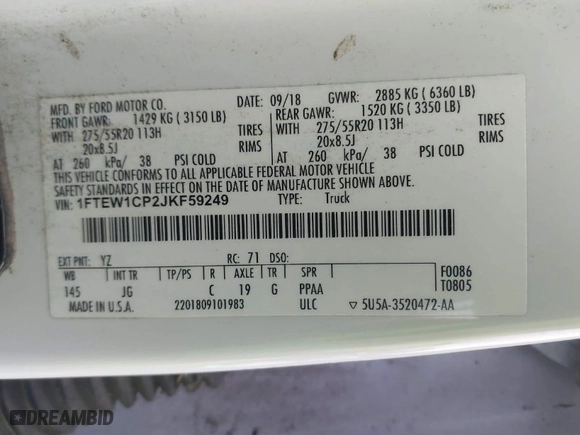 MFD. BY FORD MOTOR CO.
DATE: 09/18 GVWR: 2885 KG ( 6360 LB)
FRONT GAWR: 1429 KG ( 3150 LB)
REAR GAWR: 1520 KG ( 3350 LB)
WITH 275/55R20 113H TIRES
WITH 275/55R20 113H TIRES
20x8.5J RIMS
20x8.5J RIMS
AT 260 kPa/ 38 PSI COLD
AT 260 kPa/ 38 PSI COLD
THIS VEHICLE CONFORMS TO ALL APPLICABLE FEDERAL MOTOR VEHICLE
SAFETY STANDARDS IN EFFECT ON THE DATE OF MANUFACTURE SHOWN ABOVE.
VIN: 1FTEW1CP2JKF59249 TYPE: Truck
EXT PNT: YZ RC: 71 DSO:
WB INT TR TP/PS R AXLE TR SPR F0086
145 JG C 19 G PPAA T0805
MADE IN U.S.A. 2201809101983 ULC ▽ 5U5A-3520472-AA
DREAMBID